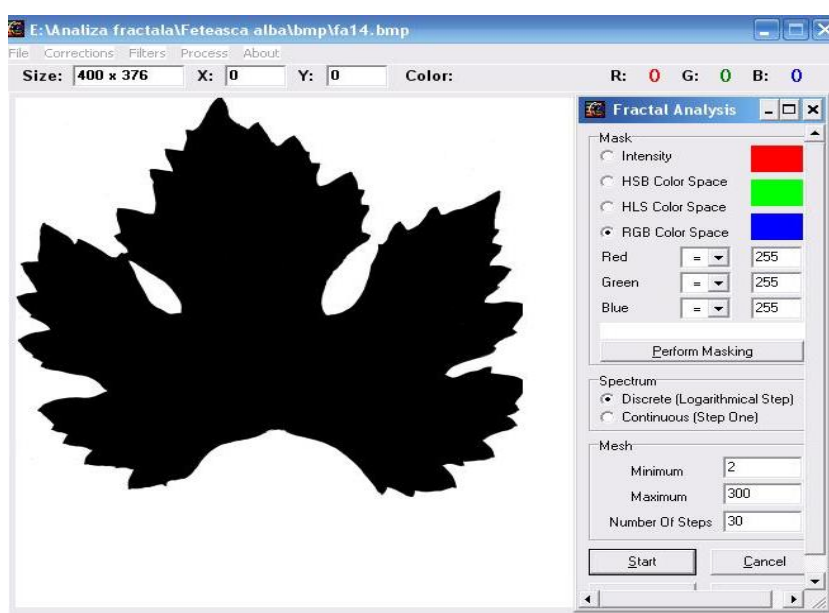 E:\Analiza fractala\Feteasca alba\bmp\fa14.bmp
File Corrections Filters Process About
Size: 400 x 376 X: 0 Y: 0 Color: R: 0 G: 0 B: 0
Fractal Analysis
Mask
Intensity
HSB Color Space
HLS Color Space
RGB Color Space
Red = 255
Green = 255
Blue = 255
Perform Masking
Spectrum
Discrete (Logarithmical Step)
Continuous (Step One)
Mesh
Minimum 2
Maximum 300
Number Of Steps 30
Start Cancel